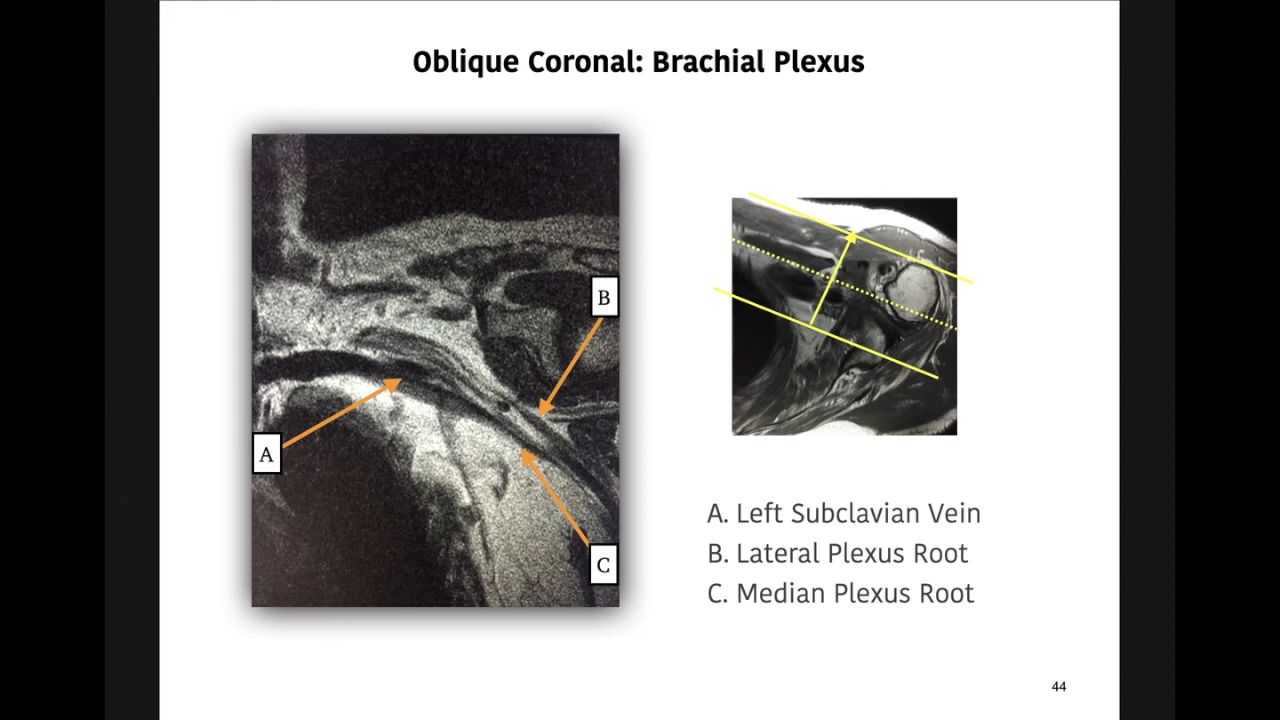 Oblique Coronal: Brachial Plexus
B
A
C
A. Left Subclavian Vein
B. Lateral Plexus Root
C. Median Plexus Root
44